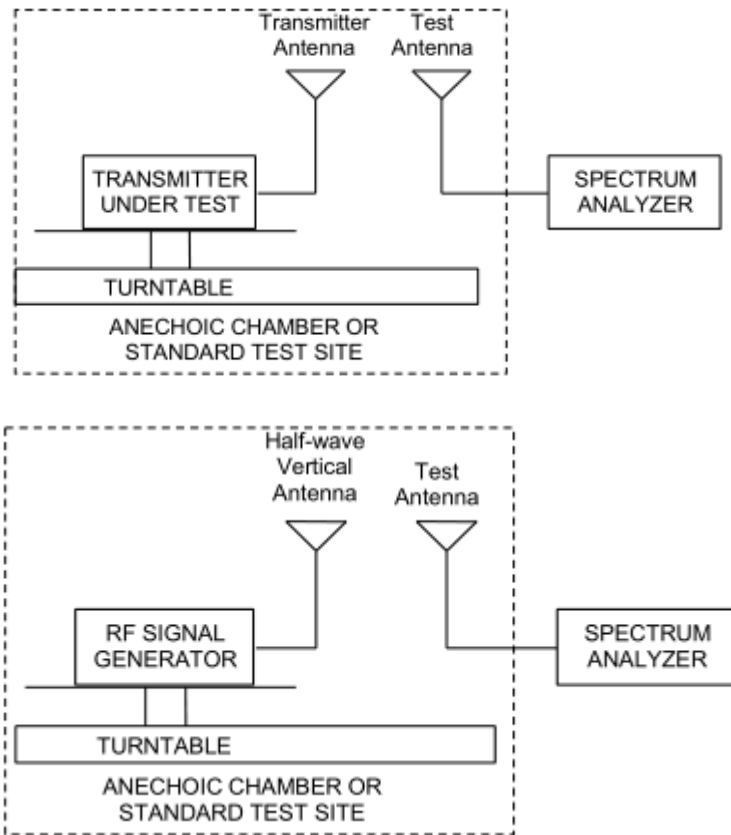 Transmitter
Antenna
Test
Antenna
TRANSMITTER
UNDER TEST
SPECTRUM
ANALYZER
TURNTABLE
ANECHOIC CHAMBER OR
STANDARD TEST SITE
Half-wave
Vertical
Antenna
Test
Antenna
RF SIGNAL
GENERATOR
SPECTRUM
ANALYZER
TURNTABLE
ANECHOIC CHAMBER OR
STANDARD TEST SITE